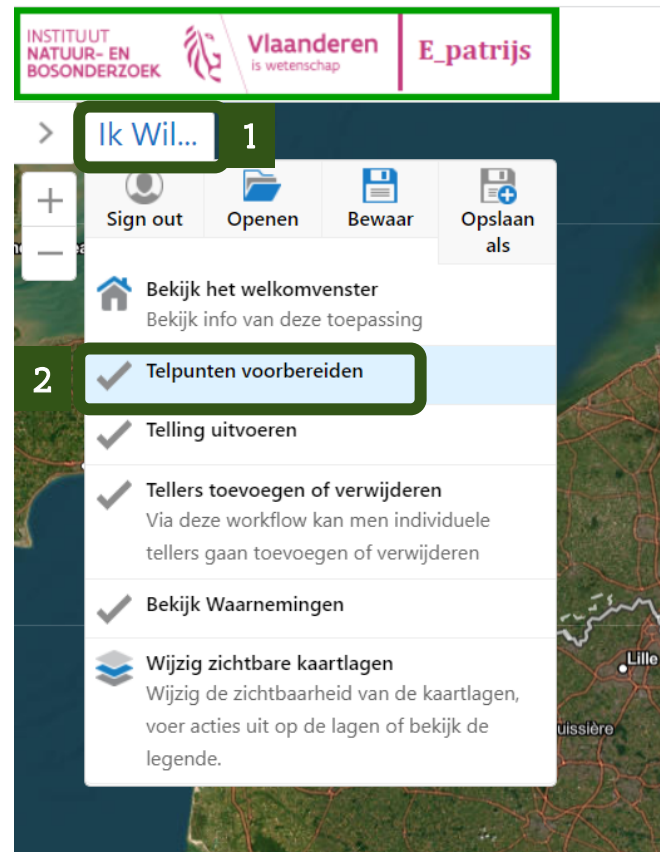 INSTITUUT
NATUUR- EN
BOSONDERZOEK
Vlaanderen
is wetenschap
E_patrijs
Ik Wil...
1
Sign out
Openen
Bewaar
Opslaan
als
Bekijk het welkomvenster
Bekijk info van deze toepassing
2
Telpunten voorbereiden
Telling uitvoeren
Tellers toevoegen of verwijderen
Via deze workflow kan men individuele
tellers gaan toevoegen of verwijderen
Bekijk Waarnemingen
Wijzig zichtbare kaartlagen
Wijzig de zichtbaarheid van de kaartlagen,
voer acties uit op de lagen of bekijk de
legende.
Lille